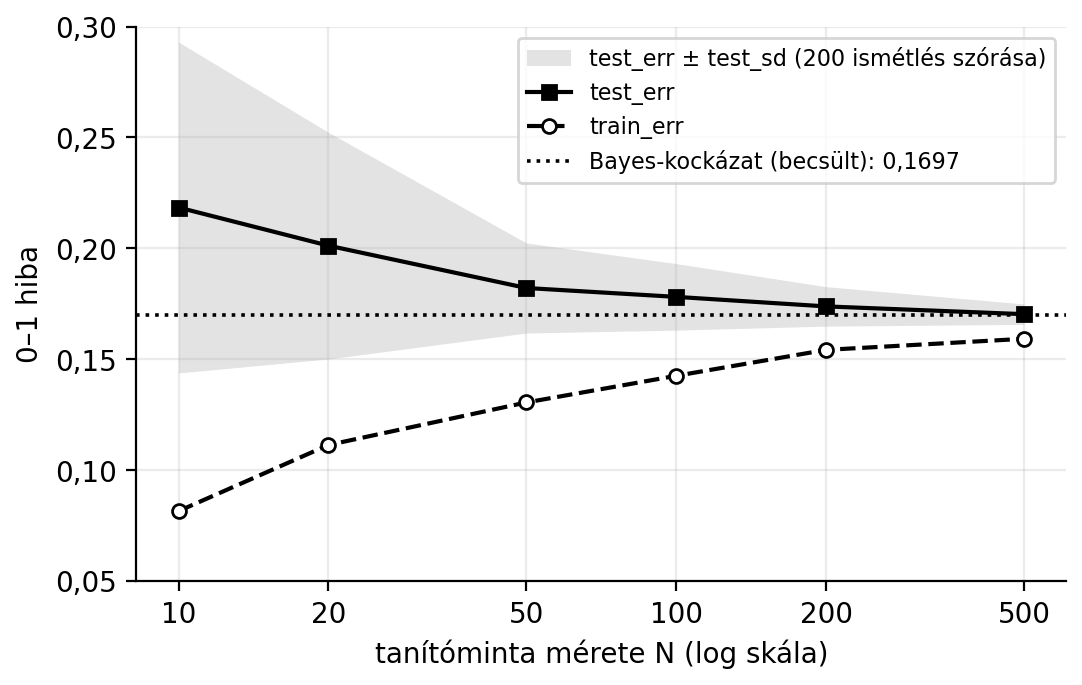 0,30
0,25
0,20
0,15
0,10
0,05
0–1 hiba
test_err ± test_sd (200 ismétlés szórása)
test_err
train_err
Bayes-kockázat (becsült): 0,1697
10 20 50 100 200 500
tanítóminta mérete N (log skála)